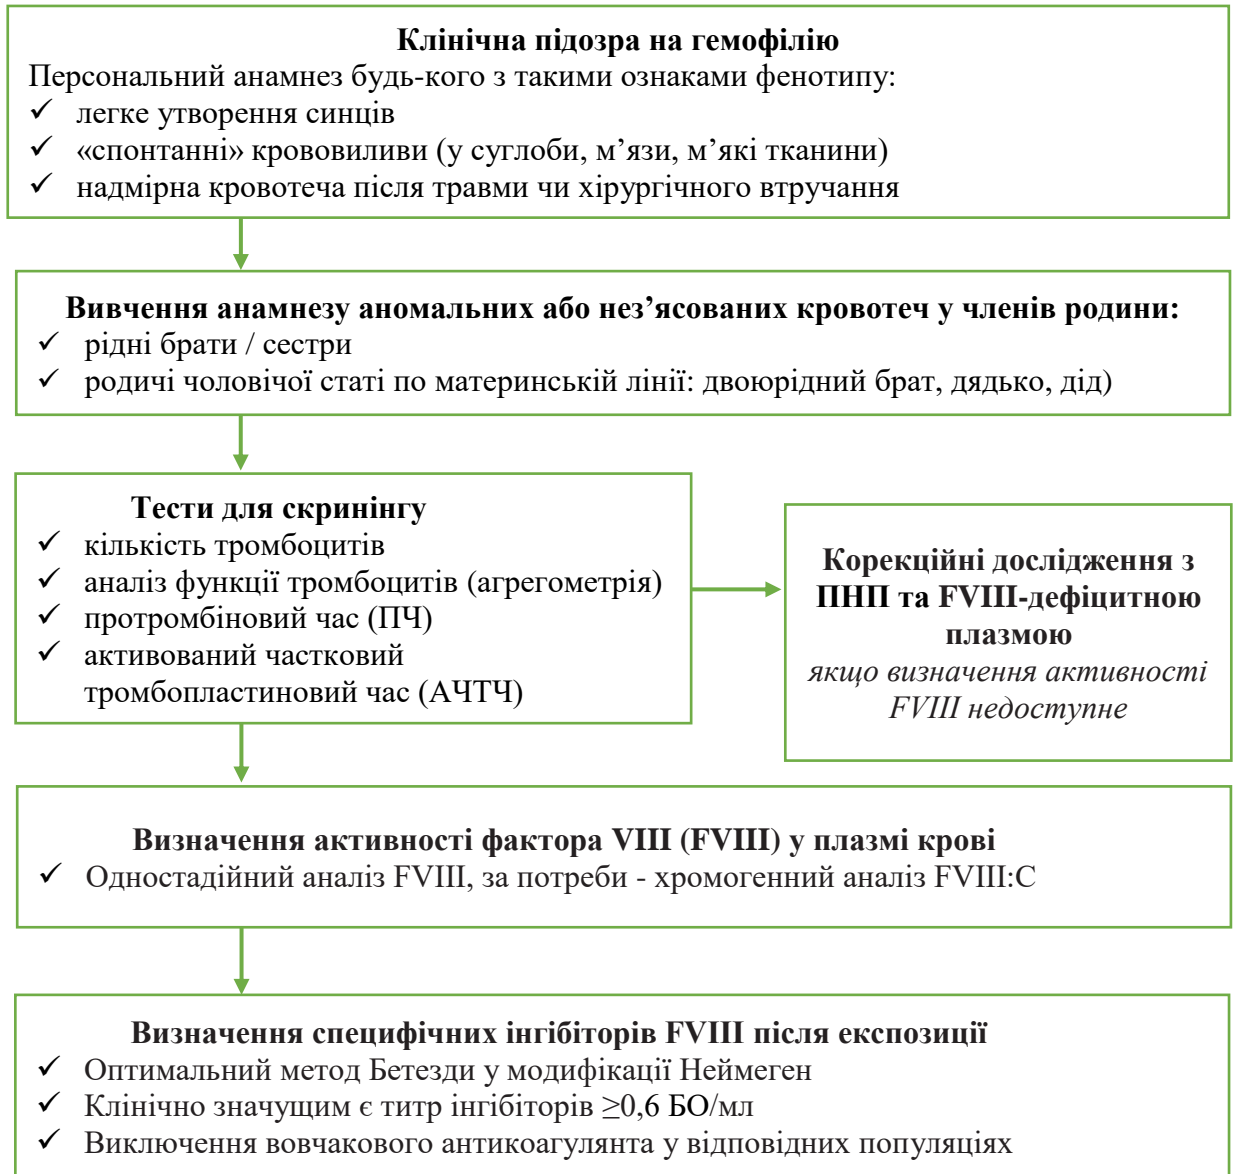 Клінічна підозра на гемофілію
Персональний анамнез будь-кого з такими ознаками фенотипу:
✓ легке утворення синців
✓ «спонтанні» крововиливи (у суглоби, м’язи, м’які тканини)
✓ надмірна кровотеча після травми чи хірургічного втручання
Вивчення анамнезу аномальних або нез’ясованих кровотеч у членів родини:
✓ рідні брати / сестри
✓ родичі чоловічої статі по материнській лінії: двоюрідний брат, дядько, дід)
Тести для скринінгу
✓ кількість тромбоцитів
✓ аналіз функції тромбоцитів (агрегометрія)
✓ протромбіновий час (ПЧ)
✓ активований частковий
тромбопластиновий час (АЧТЧ)
Корекційні дослідження з
ПНП та FVIII-дефіцитною
плазмою
якщо визначення активності
FVIII недоступне
Визначення активності фактора VIII (FVIII) у плазмі крові
✓ Одностадійний аналіз FVIII, за потреби - хромогенний аналіз FVIII:C
Визначення специфічних інгібіторів FVIII після експозиції
✓ Оптимальний метод Бетезди у модифікації Неймеген
✓ Клінічно значущим є титр інгібіторів ≥0,6 БО/мл
✓ Виключення вовчакового антикоагулянта у відповідних популяціях